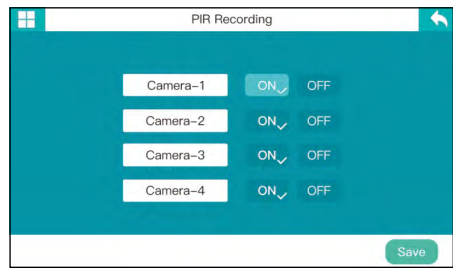 PIR Recording
Camera-1 ON OFF
Camera-2 ON OFF
Camera-3 ON OFF
Camera-4 ON OFF
Save